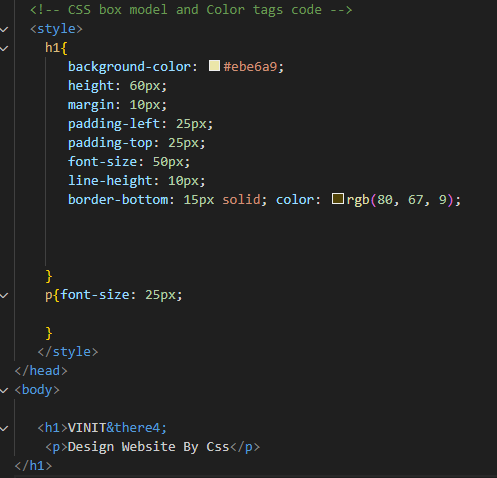 <!-- CSS box model and Color tags code -->
<style>
h1{
background-color: #ebe6a9;
height: 60px;
margin: 10px;
padding-left: 25px;
padding-top: 25px;
font-size: 50px;
line-height: 10px;
border-bottom: 15px solid; color: rgb(80, 67, 9);
}
p{font-size: 25px;
}
</style>
</head>
<body>
<h1>VINIT&there4;
<p>Design Website By Css</p>
</h1>